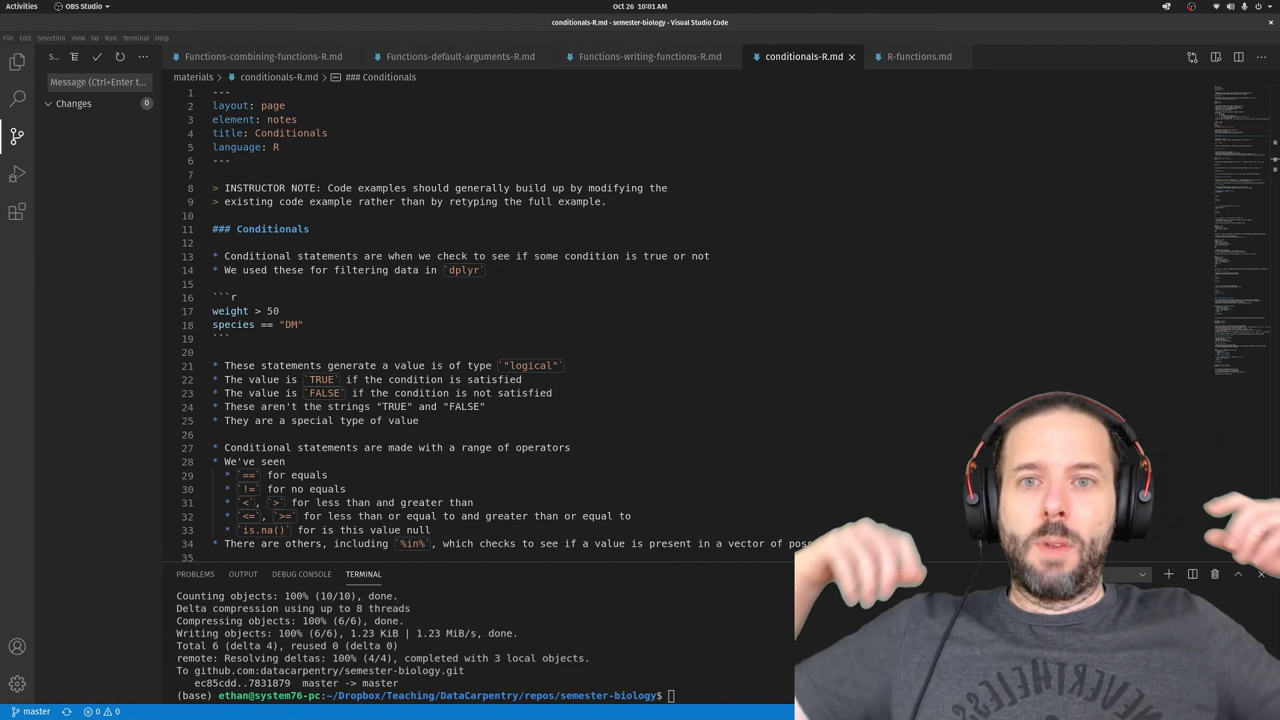 Activities
OBS Studio
Oct 26 10:01 AM
conditionals-R.md - semester-biology - Visual Studio Code
File Edit Selection View Go Run Terminal Help
S...
Functions-combining-functions-R.md
Functions-default-arguments-R.md
Functions-writing-functions-R.md
conditionals-R.md
R-functions.md
Message (Ctrl+Enter t...
Changes
0
materials > conditionals-R.md > ### Conditionals
1 ---
2 layout: page
3 element: notes
4 title: Conditionals
5 language: R
6 ---
7
8 > INSTRUCTOR NOTE: Code examples should generally build up by modifying the
9 > existing code example rather than by retyping the full example.
10
11 ### Conditionals
12
13 * Conditional statements are when we check to see if some condition is true or not
14 * We used these for filtering data in `dplyr`
15
16 ```r
17 weight > 50
18 species == "DM"
19 ```
20
21 * These statements generate a value is of type `"logical"`
22 * The value is `TRUE` if the condition is satisfied
23 * The value is `FALSE` if the condition is not satisfied
24 * These aren't the strings "TRUE" and "FALSE"
25 * They are a special type of value
26
27 * Conditional statements are made with a range of operators
28 * We've seen
29 * `==` for equals
30 * `!=` for no equals
31 * `<`, `>` for less than and greater than
32 * `<=`, `>=` for less than or equal to and greater than or equal to
33 * `is.na()` for is this value null
34 * There are others, including `%in%`, which checks to see if a value is present in a vector of pos
35
PROBLEMS OUTPUT DEBUG CONSOLE TERMINAL
Counting objects: 100% (10/10), done.
Delta compression using up to 8 threads
Compressing objects: 100% (6/6), done.
Writing objects: 100% (6/6), 1.23 KiB | 1.23 MiB/s, done.
Total 6 (delta 4), reused 0 (delta 0)
remote: Resolving deltas: 100% (4/4), completed with 3 local objects.
To github.com:datacarpentry/semester-biology.git
ec85cdd..7831879 master -> master
(base) ethan@system76-pc:~/Dropbox/Teaching/DataCarpentry/repos/semester-biology$
master
0
0